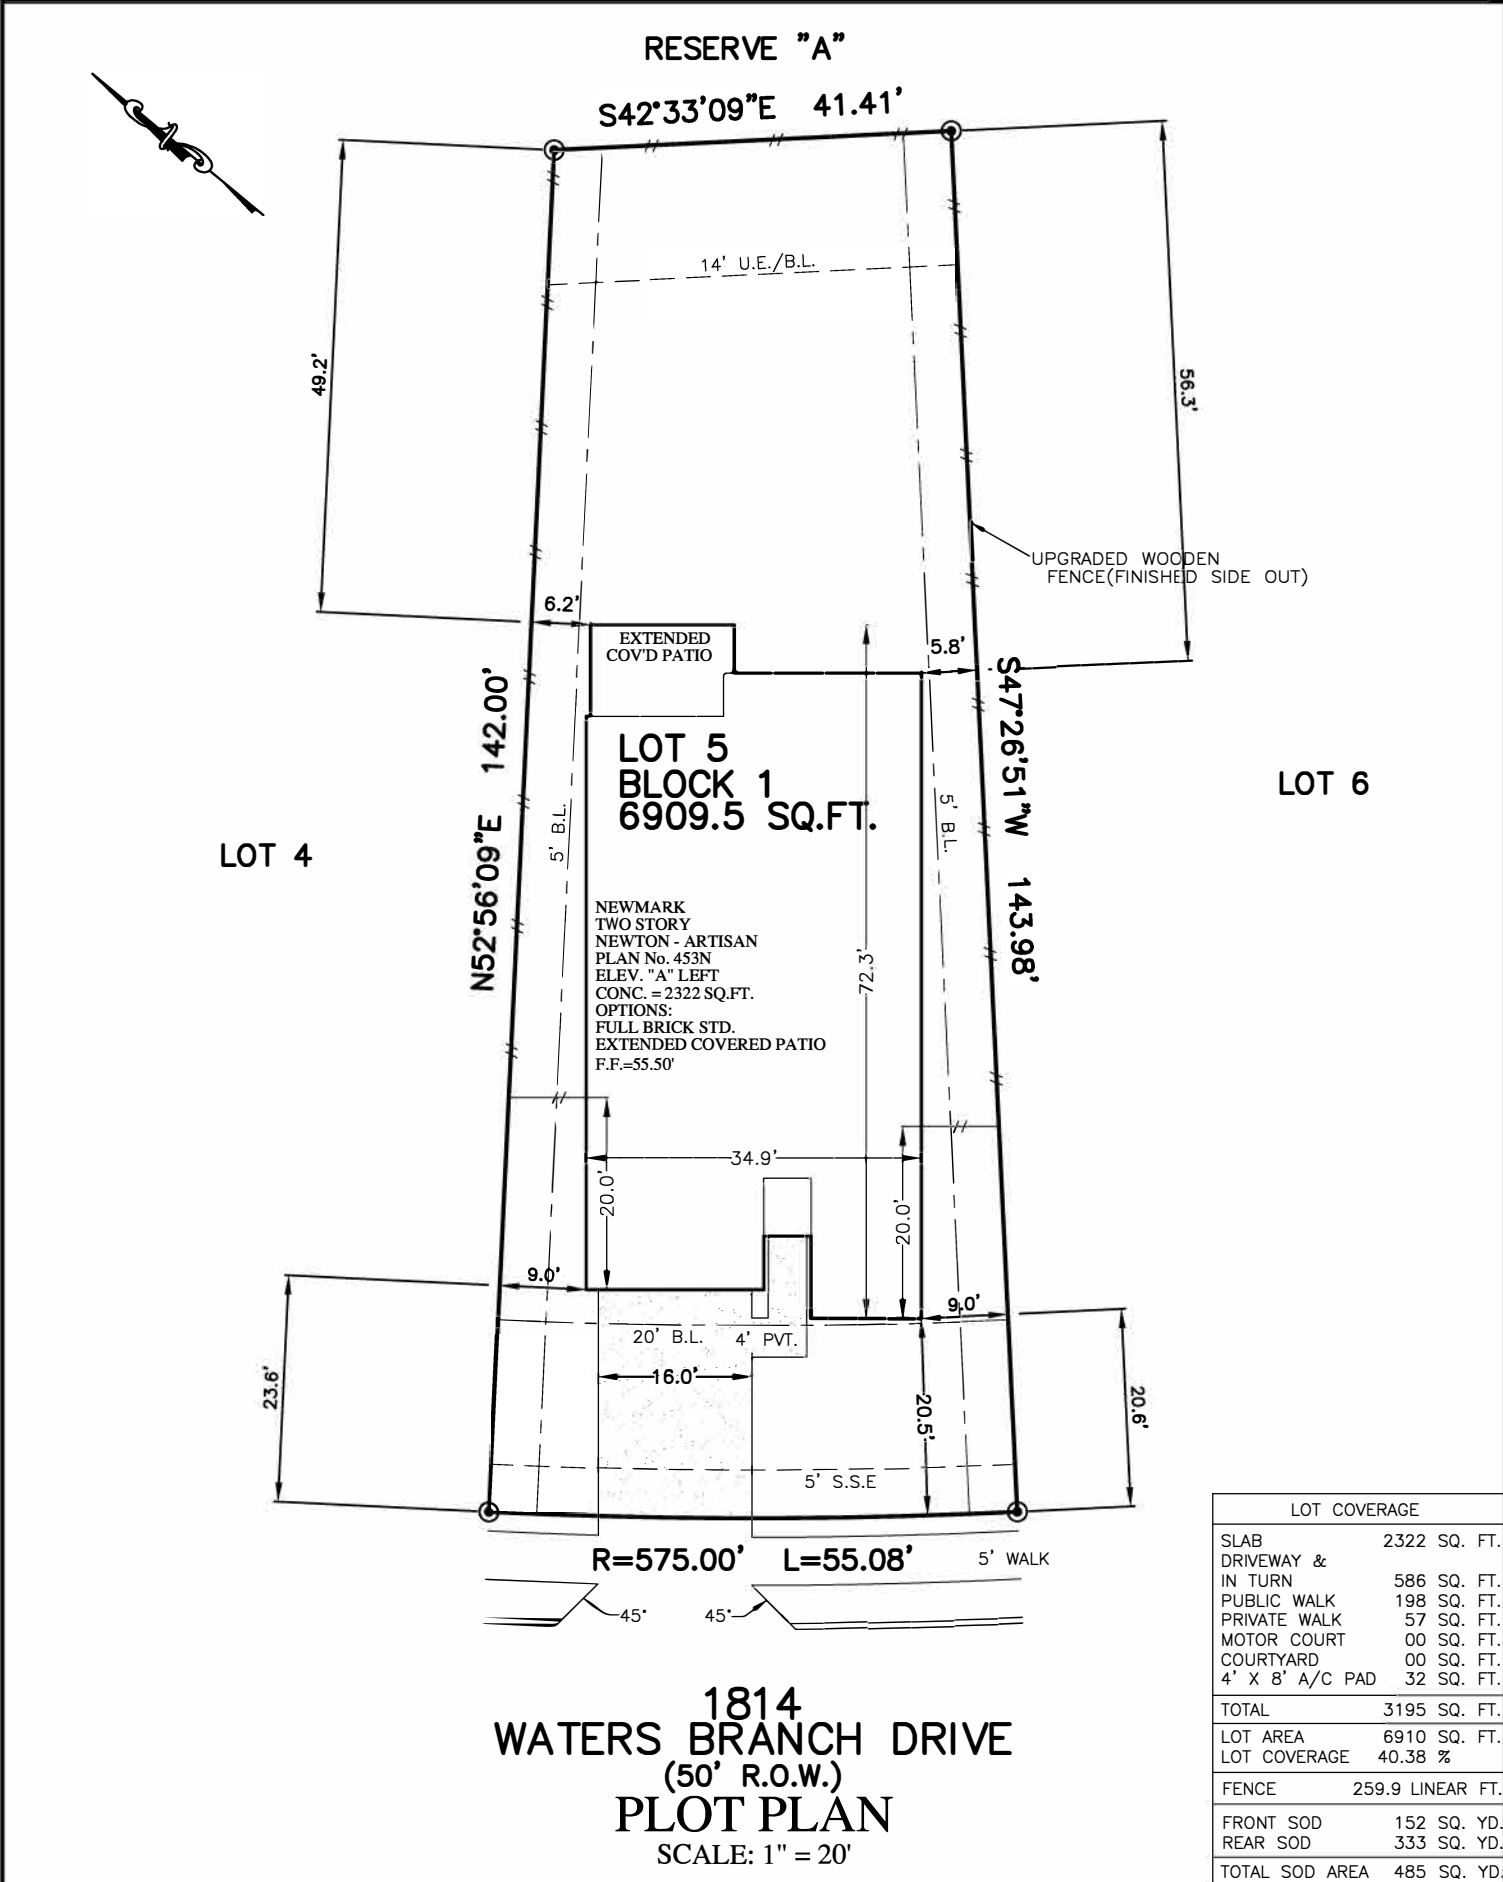 RESERVE "A"
S42°33'09"E 41.41'
14' U.E./B.L.
49.2'
56.3'
UPGRADED WOODEN
FENCE(FINISHED SIDE OUT)
6.2'
EXTENDED
COV'D PATIO
5.8'
N52°56'09"E 142.00'
S47°26'51"W 143.98'
LOT 5
BLOCK 1
6909.5 SQ.FT.
LOT 6
LOT 4
5' B.L.
5' B.L.
NEWMARK
TWO STORY
NEWTON - ARTISAN
PLAN No. 453N
ELEV. "A" LEFT
CONC. = 2322 SQ.FT.
OPTIONS:
FULL BRICK STD.
EXTENDED COVERED PATIO
F.F.=55.50'
72.3'
34.9'
20.0'
20.0'
9.0'
9.0'
20' B.L.
4' PVT.
16.0'
23.6'
20.5'
20.6'
5' S.S.E
R=575.00' L=55.08'
5' WALK
45°
45°
1814
WATERS BRANCH DRIVE
(50' R.O.W.)
PLOT PLAN
SCALE: 1" = 20'
LOT COVERAGE
SLAB 2322 SQ. FT.
DRIVEWAY &
IN TURN 586 SQ. FT.
PUBLIC WALK 198 SQ. FT.
PRIVATE WALK 57 SQ. FT.
MOTOR COURT 00 SQ. FT.
COURTYARD 00 SQ. FT.
4' X 8' A/C PAD 32 SQ. FT.
TOTAL 3195 SQ. FT.
LOT AREA 6910 SQ. FT.
LOT COVERAGE 40.38 %
FENCE 259.9 LINEAR FT.
FRONT SOD 152 SQ. YD.
REAR SOD 333 SQ. YD.
TOTAL SOD AREA 485 SQ. YD.